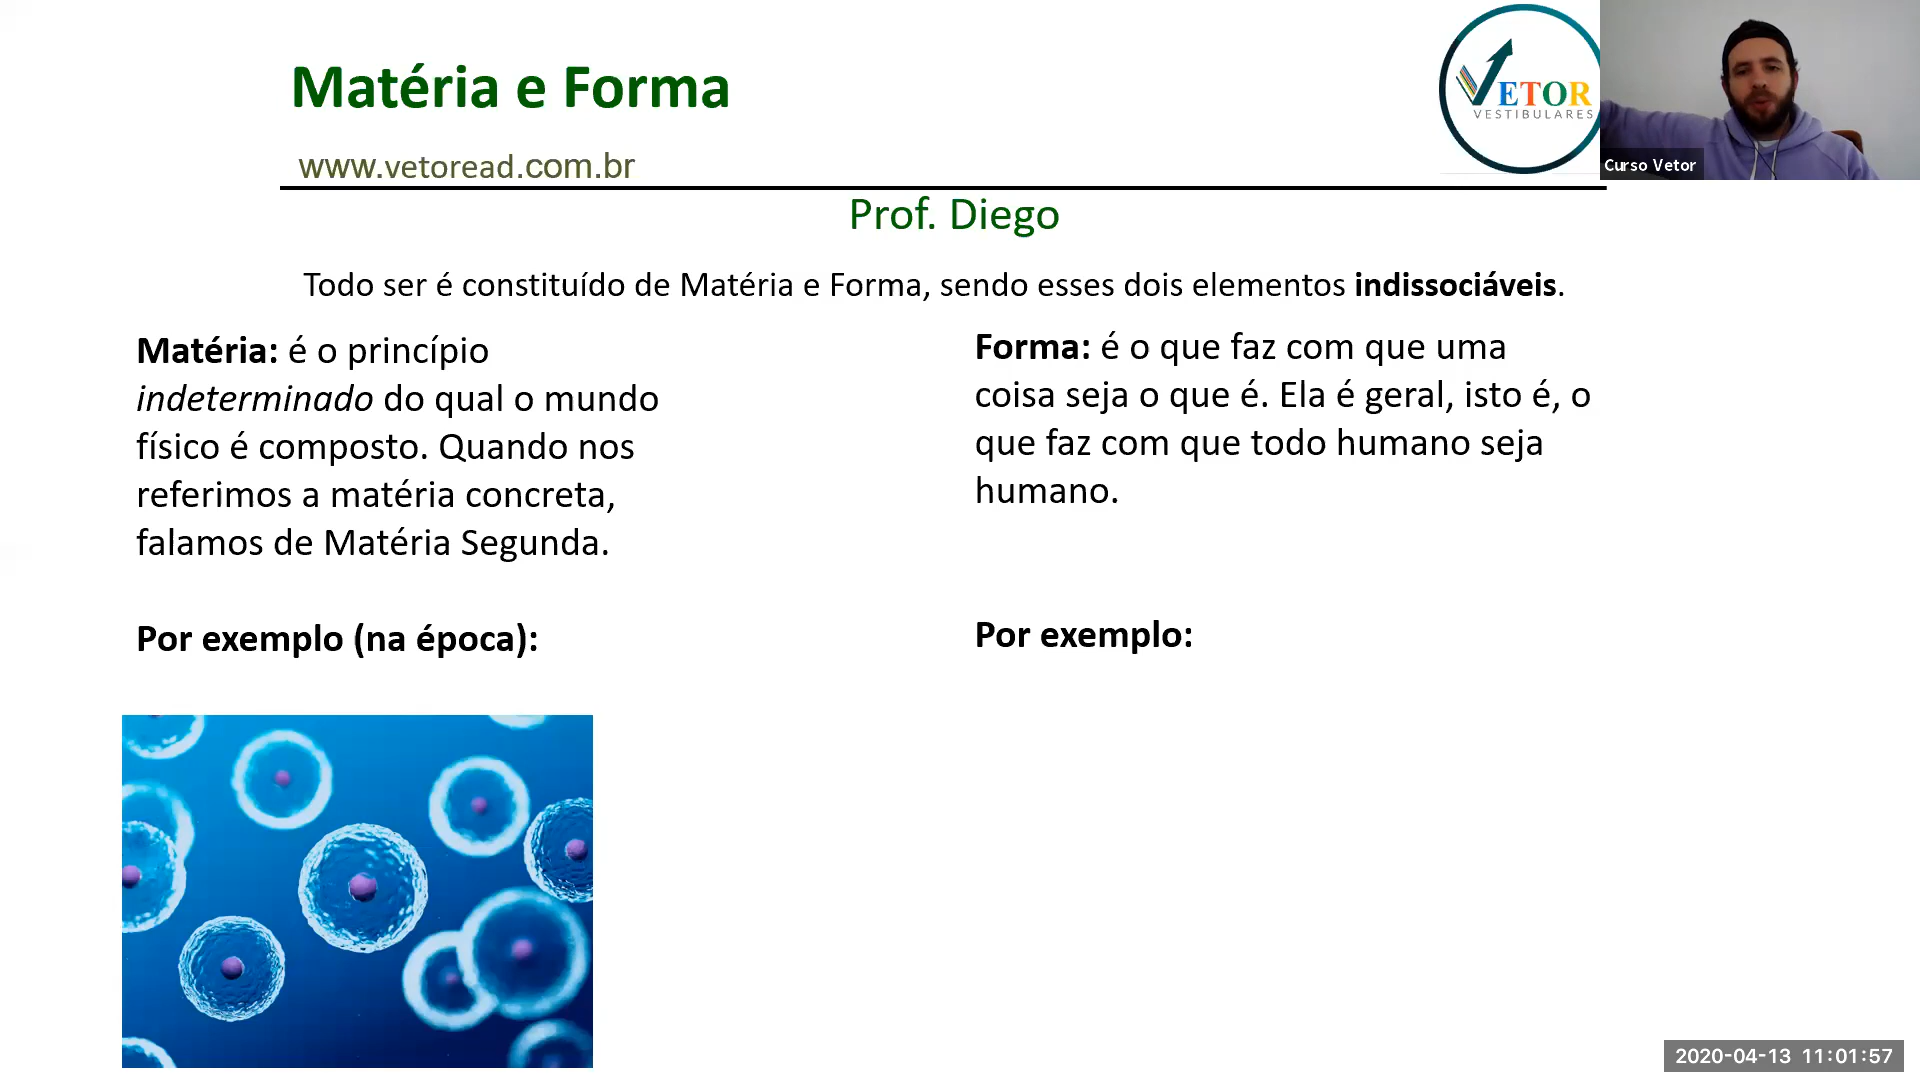 Matéria e Forma
VETOR
VESTIBULARES
Curso Vetor
www.vetoread.com.br
Prof. Diego
Todo ser é constituído de Matéria e Forma, sendo esses dois elementos indissociáveis.
Matéria: é o princípio
indeterminado do qual o mundo
físico é composto. Quando nos
referimos a matéria concreta,
falamos de Matéria Segunda.
Por exemplo (na época):
Forma: é o que faz com que uma
coisa seja o que é. Ela é geral, isto é, o
que faz com que todo humano seja
humano.
Por exemplo:
2020-04-13 11:01:57